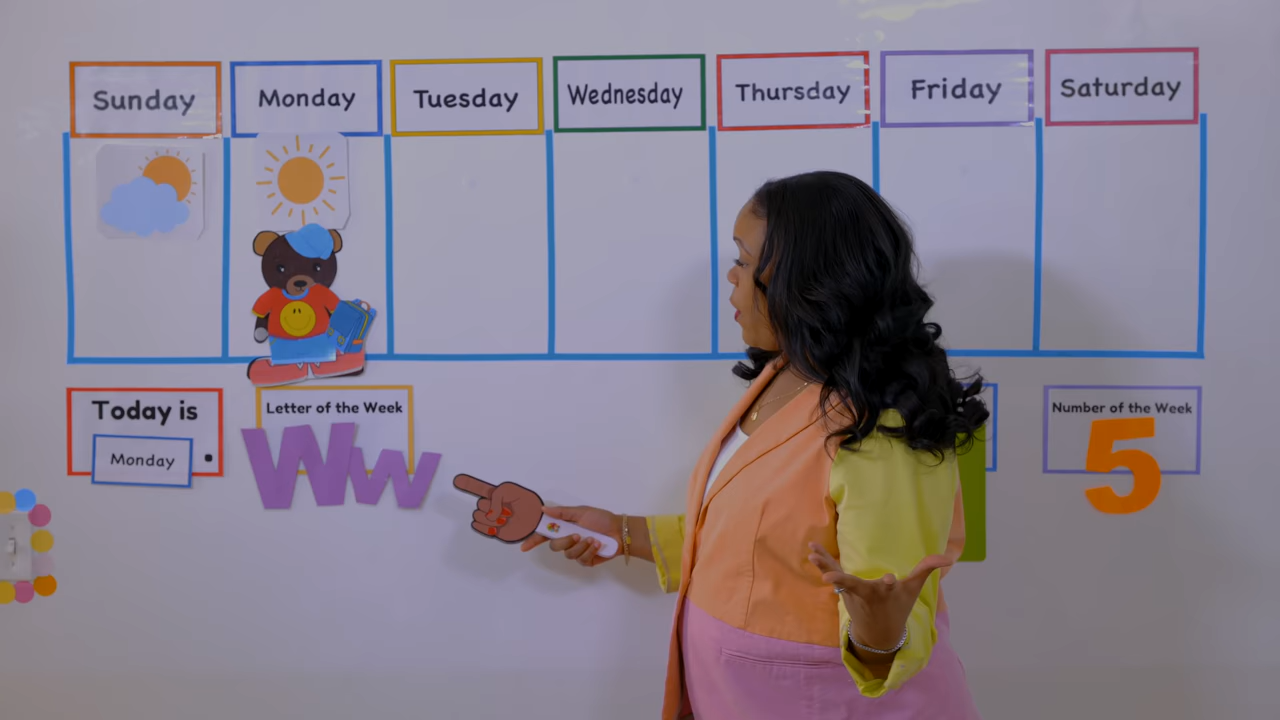 Sunday Monday Tuesday Wednesday Thursday Friday Saturday
Today is
Monday.
Letter of the Week
Ww
Number of the Week
5